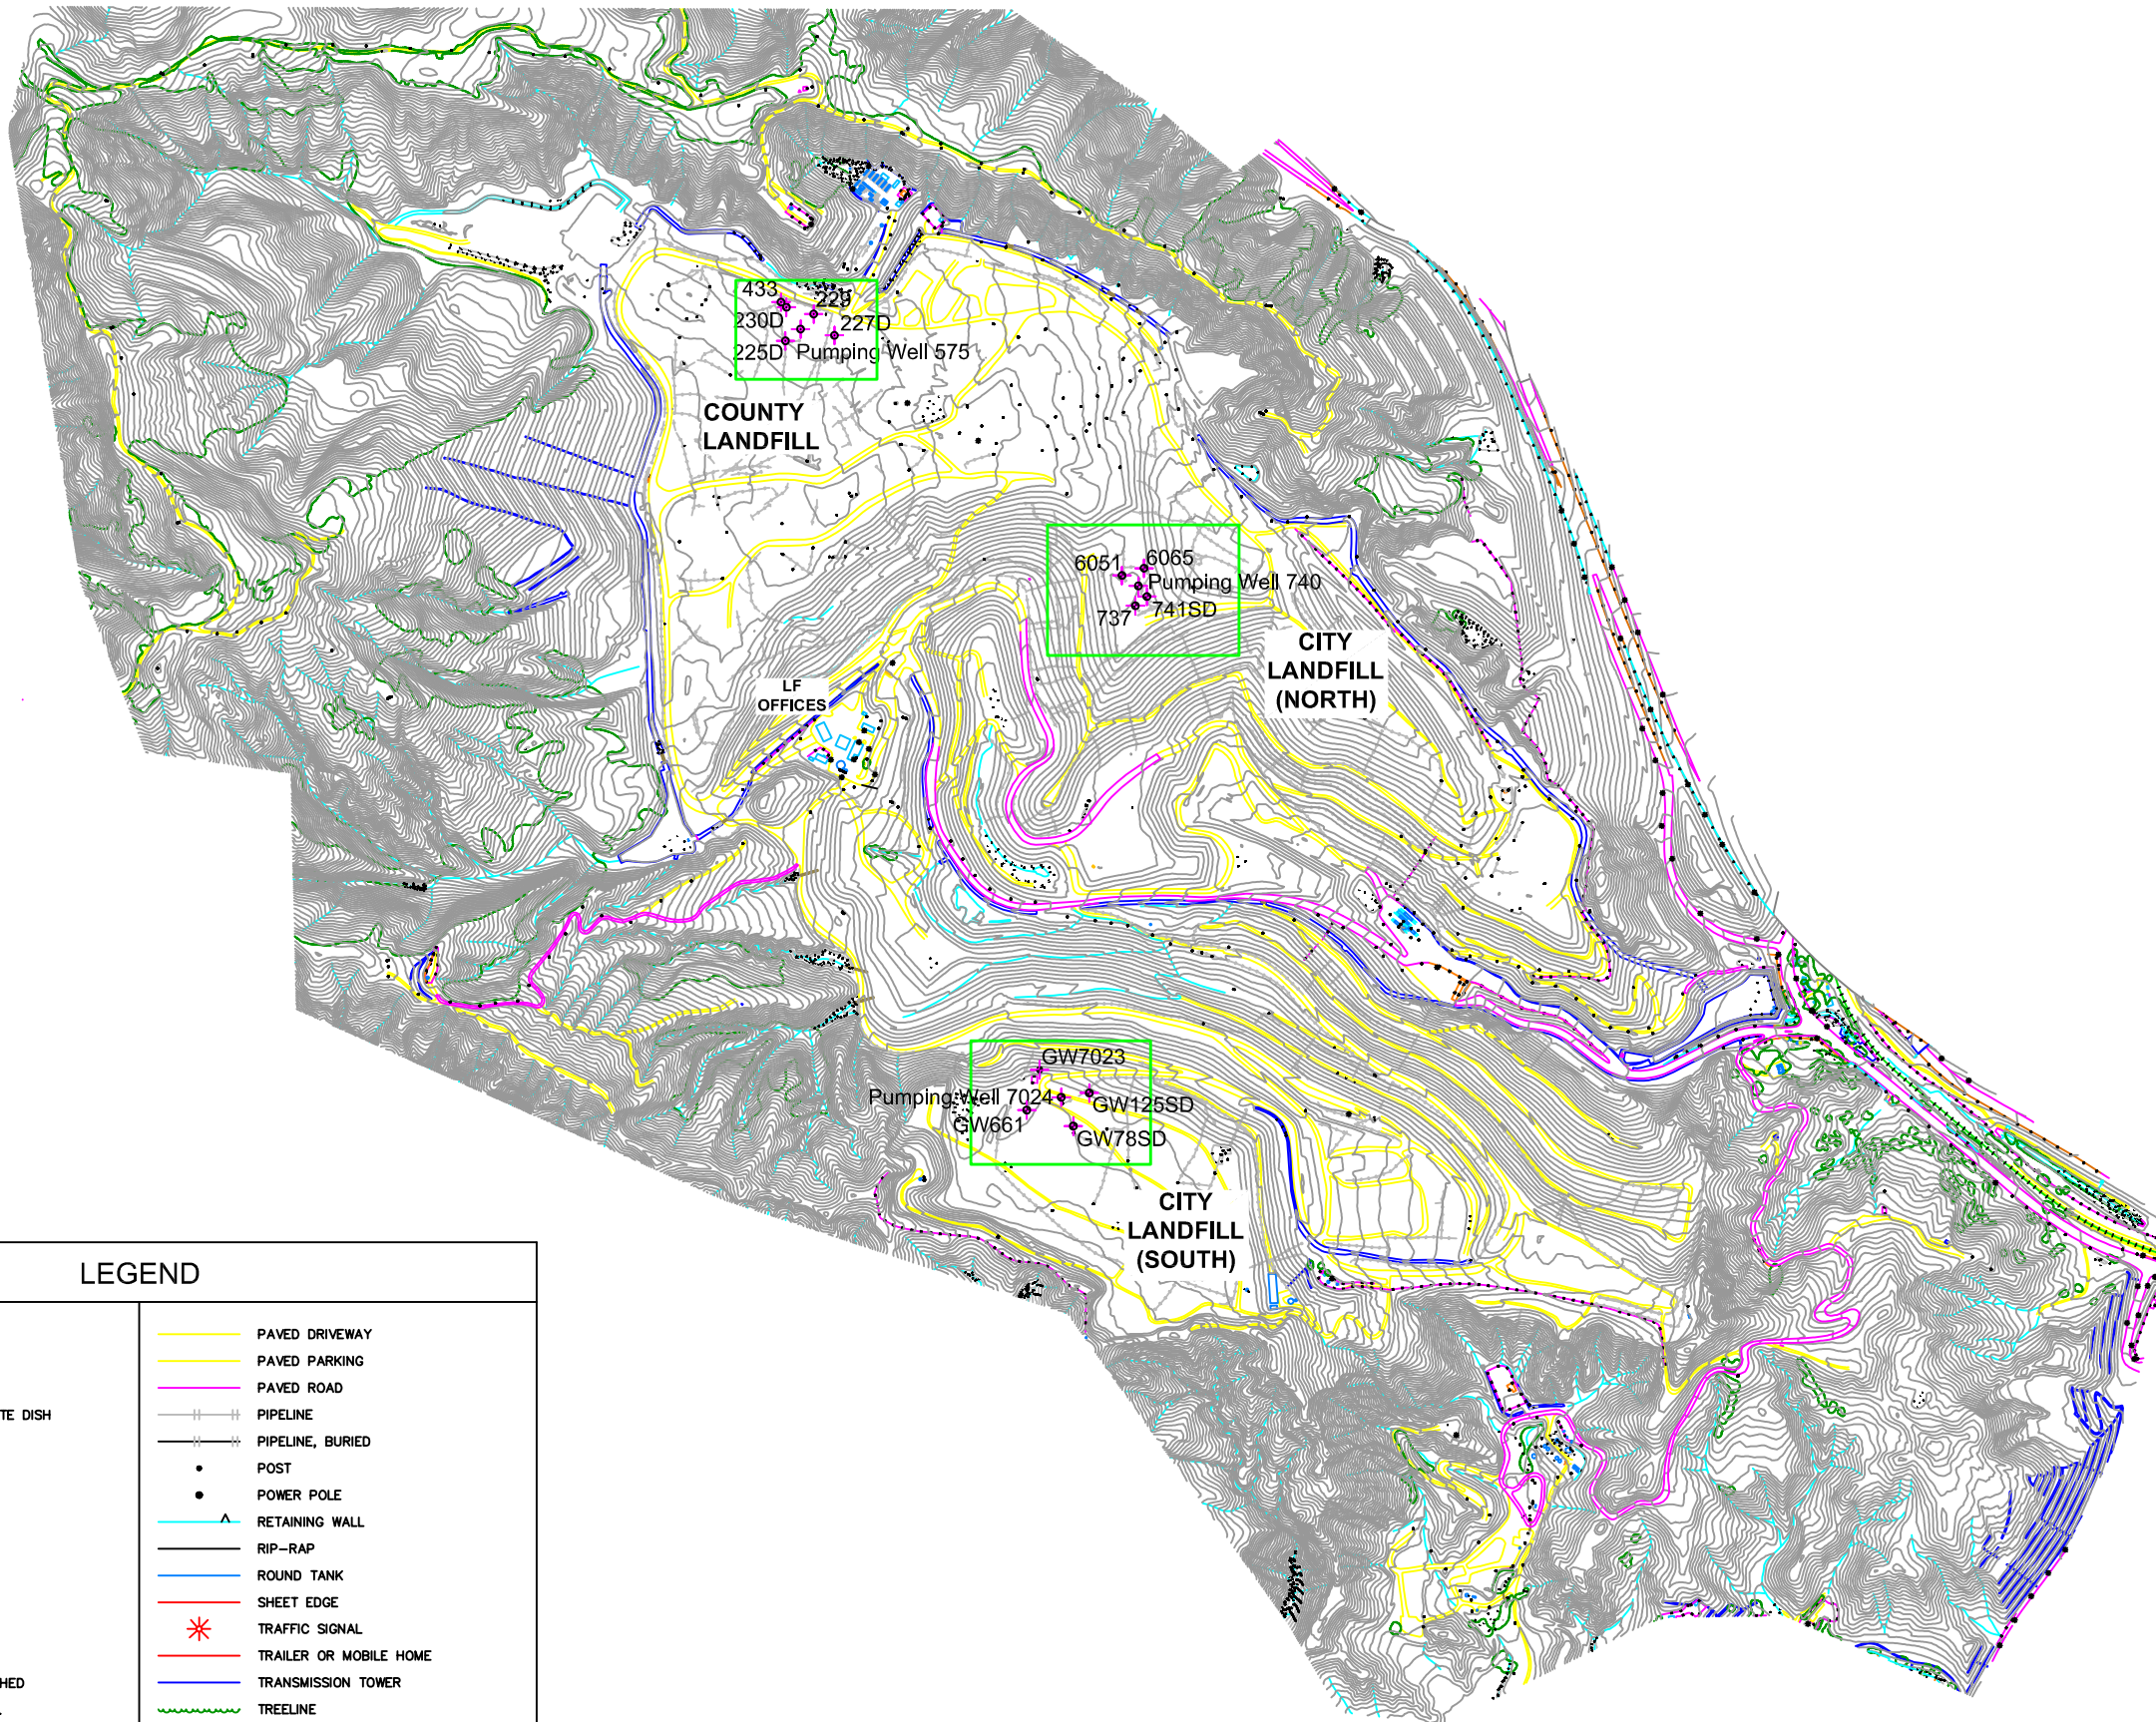 433
229
230D
227D
225D
Pumping Well 575
COUNTY
LANDFILL
6051
6065
Pumping Well 740
737
741SD
CITY
LANDFILL
(NORTH)
LF
OFFICES
GW7023
Pumping Well 7024
GW125SD
GW661
GW78SD
CITY
LANDFILL
(SOUTH)
LEGEND
PAVED DRIVEWAY
PAVED PARKING
PAVED ROAD
TE DISH
PIPELINE
PIPELINE, BURIED
POST
POWER POLE
RETAINING WALL
RIP-RAP
ROUND TANK
SHEET EDGE
TRAFFIC SIGNAL
TRAILER OR MOBILE HOME
HED
TRANSMISSION TOWER
TREELINE